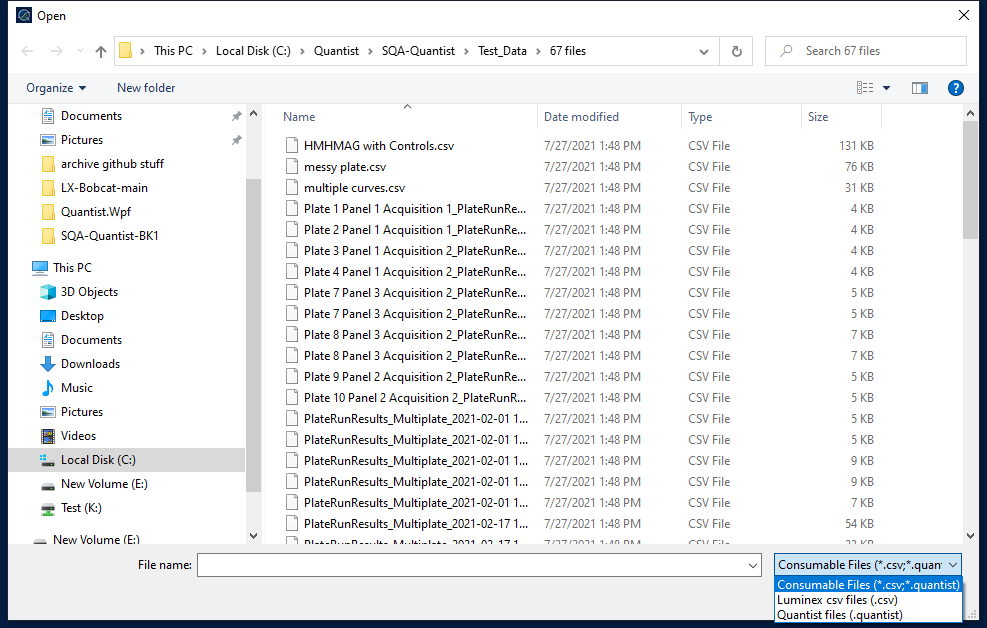 Open
This PC > Local Disk (C:) > Quantist > SQA-Quantist > Test_Data > 67 files
Search 67 files
Organize
New folder
?
Documents
Pictures
archive github stuff
LX-Bobcat-main
Quantist.Wpf
SQA-Quantist-BK1
This PC
3D Objects
Desktop
Documents
Downloads
Music
Pictures
Videos
Local Disk (C:)
New Volume (E:)
Test (K:)
New Volume (E:)
Name Date modified Type Size
HMHMAG with Controls.csv 7/27/2021 1:48 PM CSV File 131 KB
messy plate.csv 7/27/2021 1:48 PM CSV File 76 KB
multiple curves.csv 7/27/2021 1:48 PM CSV File 31 KB
Plate 1 Panel 1 Acquisition 1_PlateRunRe... 7/27/2021 1:48 PM CSV File 4 KB
Plate 2 Panel 1 Acquisition 1_PlateRunRe... 7/27/2021 1:48 PM CSV File 4 KB
Plate 3 Panel 1 Acquisition 2_PlateRunRe... 7/27/2021 1:48 PM CSV File 4 KB
Plate 4 Panel 1 Acquisition 2_PlateRunRe... 7/27/2021 1:48 PM CSV File 4 KB
Plate 7 Panel 3 Acquisition 2_PlateRunRe... 7/27/2021 1:48 PM CSV File 5 KB
Plate 7 Panel 3 Acquisition 2_PlateRunRe... 7/27/2021 1:48 PM CSV File 5 KB
Plate 8 Panel 3 Acquisition 2_PlateRunRe... 7/27/2021 1:48 PM CSV File 7 KB
Plate 8 Panel 3 Acquisition 2_PlateRunRe... 7/27/2021 1:48 PM CSV File 7 KB
Plate 9 Panel 2 Acquisition 2_PlateRunRe... 7/27/2021 1:48 PM CSV File 5 KB
Plate 10 Panel 2 Acquisition 2_PlateRunR... 7/27/2021 1:48 PM CSV File 5 KB
PlateRunResults_Multiplate_2021-02-01 1... 7/27/2021 1:48 PM CSV File 5 KB
PlateRunResults_Multiplate_2021-02-01 1... 7/27/2021 1:48 PM CSV File 5 KB
PlateRunResults_Multiplate_2021-02-01 1... 7/27/2021 1:48 PM CSV File 9 KB
PlateRunResults_Multiplate_2021-02-01 1... 7/27/2021 1:48 PM CSV File 9 KB
PlateRunResults_Multiplate_2021-02-01 1... 7/27/2021 1:48 PM CSV File 7 KB
PlateRunResults_Multiplate_2021-02-17 1... 7/27/2021 1:48 PM CSV File 54 KB
PlateRunResults_Multiplate_2021-02-17 1... 7/27/2021 1:48 PM CSV File
File name:
Consumable Files (*.csv;*.quant
Consumable Files (*.csv;*.quantist)
Luminex csv files (.csv)
Quantist files (.quantist)